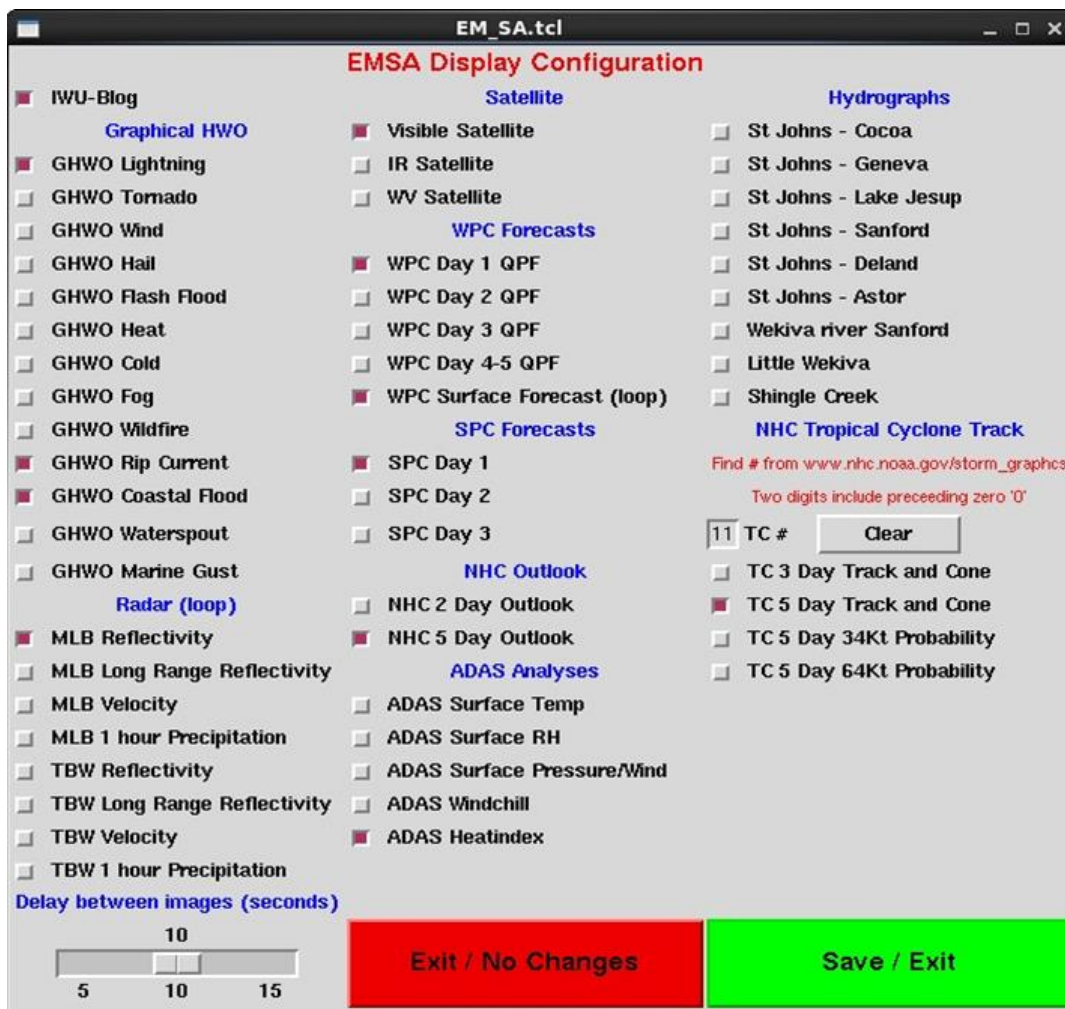 EM_SA.tcl
EMSA Display Configuration
IWU-Blog
Graphical HWO
GHWO Lightning
GHWO Tornado
GHWO Wind
GHWO Hail
GHWO Flash Flood
GHWO Heat
GHWO Cold
GHWO Fog
GHWO Wildfire
GHWO Rip Current
GHWO Coastal Flood
GHWO Waterspout
GHWO Marine Gust
Radar (loop)
MLB Reflectivity
MLB Long Range Reflectivity
MLB Velocity
MLB 1 hour Precipitation
TBW Reflectivity
TBW Long Range Reflectivity
TBW Velocity
TBW 1 hour Precipitation
Delay between images (seconds)
10
5 10 15
Satellite
Visible Satellite
IR Satellite
WV Satellite
WPC Forecasts
WPC Day 1 QPF
WPC Day 2 QPF
WPC Day 3 QPF
WPC Day 4-5 QPF
WPC Surface Forecast (loop)
SPC Forecasts
SPC Day 1
SPC Day 2
SPC Day 3
NHC Outlook
NHC 2 Day Outlook
NHC 5 Day Outlook
ADAS Analyses
ADAS Surface Temp
ADAS Surface RH
ADAS Surface Pressure/Wind
ADAS Windchill
ADAS Heatindex
Exit / No Changes
Hydrographs
St Johns - Cocoa
St Johns - Geneva
St Johns - Lake Jesup
St Johns - Sanford
St Johns - Deland
St Johns - Astor
Wekiva river Sanford
Little Wekiva
Shingle Creek
NHC Tropical Cyclone Track
Find # from www.nhc.noaa.gov/storm_graphcs
Two digits include preceeding zero '0'
11 TC # Clear
TC 3 Day Track and Cone
TC 5 Day Track and Cone
TC 5 Day 34Kt Probability
TC 5 Day 64Kt Probability
Save / Exit